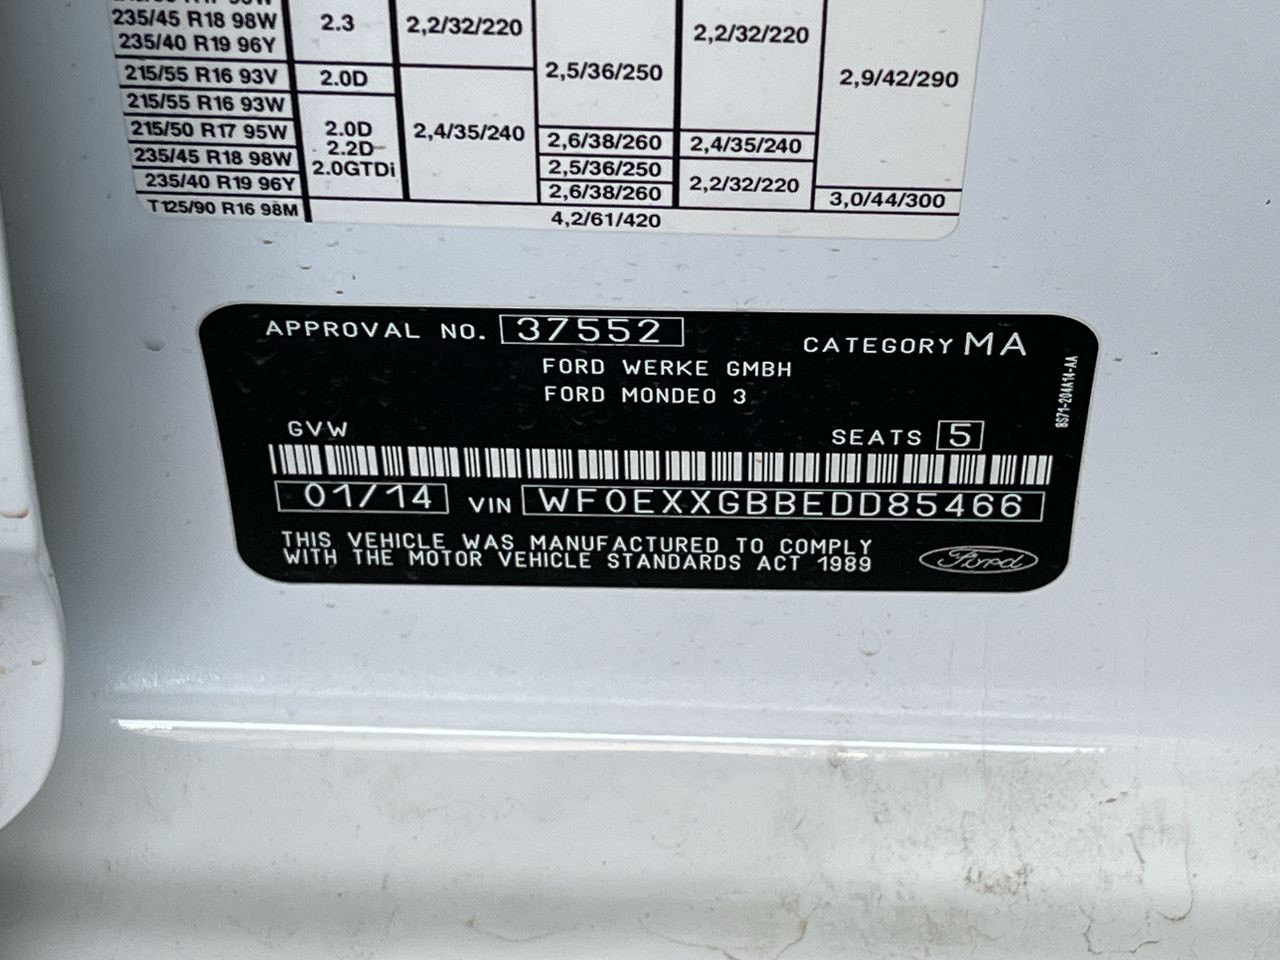 235/45 R18 98W 2.3 2,2/32/220 2,2/32/220
235/40 R19 96Y
215/55 R16 93V 2.0D 2,5/36/250 2,9/42/290
215/55 R16 93W
215/50 R17 95W 2.0D 2,4/35/240 2,6/38/260 2,4/35/240
2.2D
235/45 R18 98W 2.0GTDi 2,5/36/250 2,2/32/220
235/40 R19 96Y 2,6/38/260 3,0/44/300
T125/90 R16 98M 4,2/61/420
APPROVAL NO. 37552 CATEGORY MA
FORD WERKE GMBH
FORD MONDEO 3
8S71-204A14-AA
GVW SEATS 5
01/14 VIN WF0EXXGBBEDD85466
THIS VEHICLE WAS MANUFACTURED TO COMPLY
WITH THE MOTOR VEHICLE STANDARDS ACT 1989
Ford